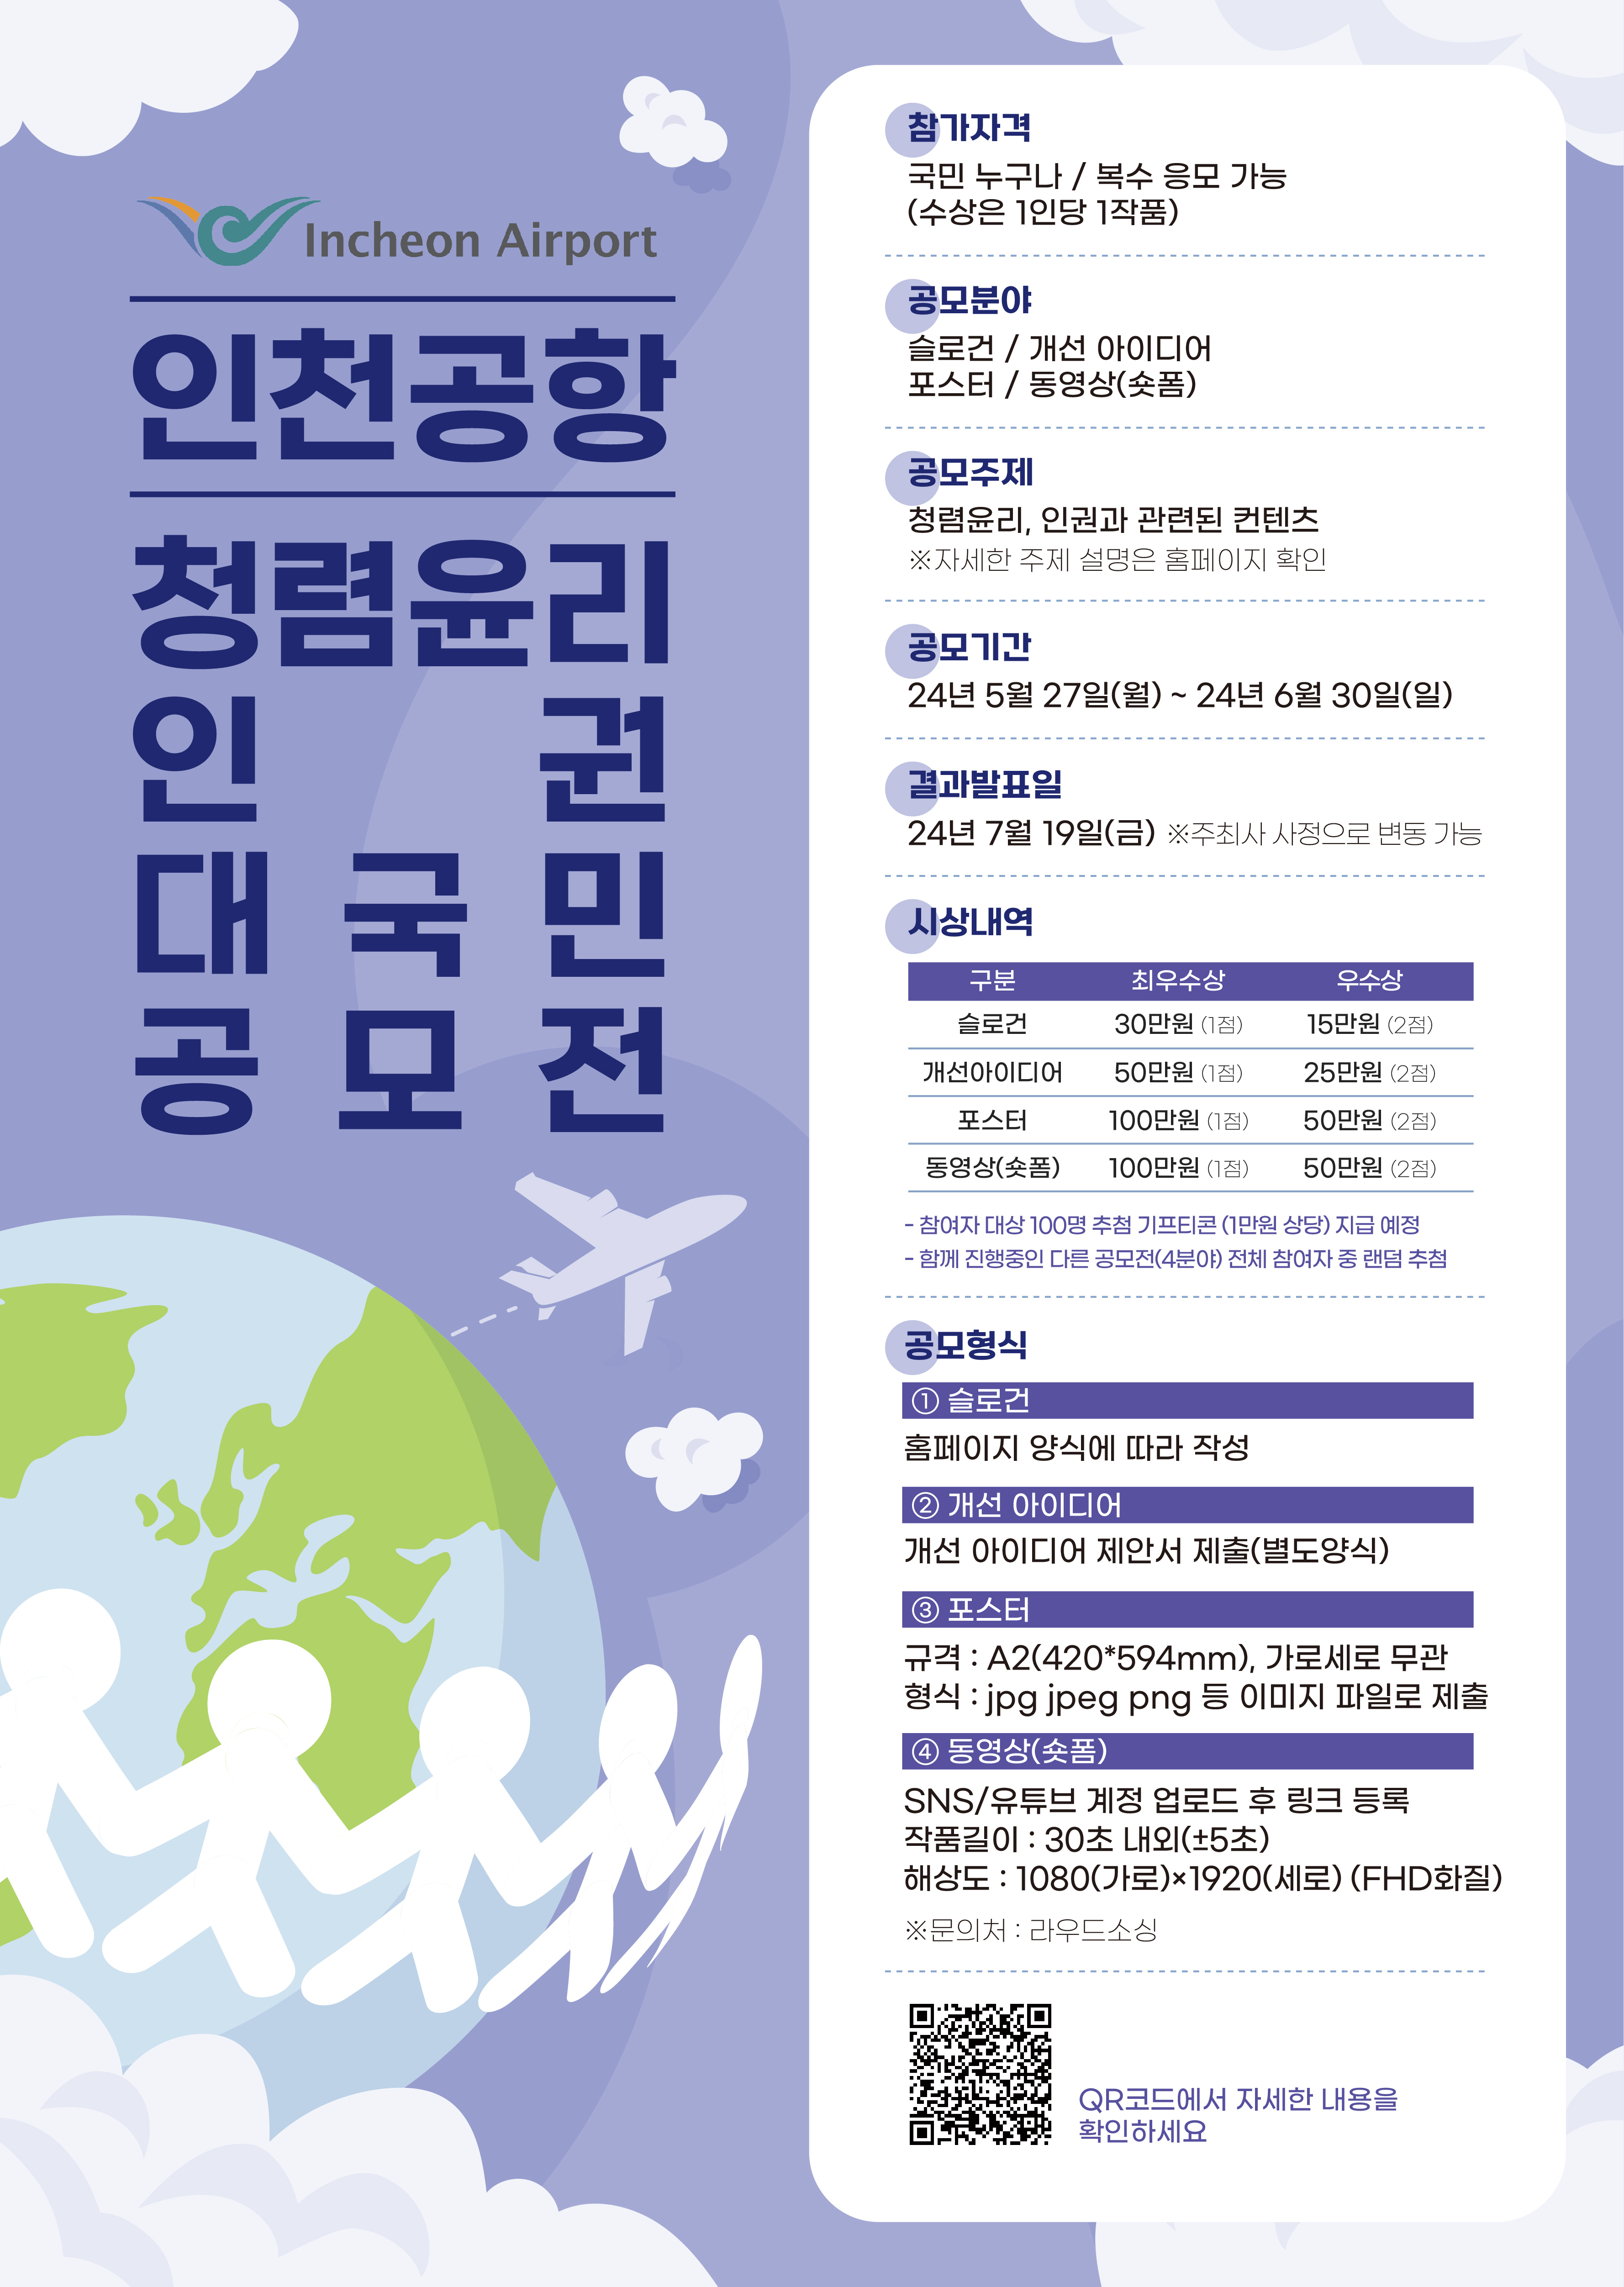 Incheon Airport
인천공항
청렴윤리
인 권
대 국 민
공 모 전
참가자격
국민 누구나 / 복수 응모 가능
(수상은 1인당 1작품)
공모분야
슬로건 / 개선 아이디어
포스터 / 동영상(숏폼)
공모주제
청렴윤리, 인권과 관련된 컨텐츠
※자세한 주제 설명은 홈페이지 확인
공모기간
24년 5월 27일(월) ~ 24년 6월 30일(일)
결과발표일
24년 7월 19일(금) ※주최사 사정으로 변동 가능
시상내역
구분 최우수상 우수상
슬로건 30만원 (1점) 15만원 (2점)
개선아이디어 50만원 (1점) 25만원 (2점)
포스터 100만원 (1점) 50만원 (2점)
동영상(숏폼) 100만원 (1점) 50만원 (2점)
- 참여자 대상 100명 추첨 기프티콘 (1만원 상당) 지급 예정
- 함께 진행중인 다른 공모전(4분야) 전체 참여자 중 랜덤 추첨
공모형식
① 슬로건
홈페이지 양식에 따라 작성
② 개선 아이디어
개선 아이디어 제안서 제출(별도양식)
③ 포스터
규격 : A2(420*594mm), 가로세로 무관
형식 : jpg jpeg png 등 이미지 파일로 제출
④ 동영상(숏폼)
SNS/유튜브 계정 업로드 후 링크 등록
작품길이 : 30초 내외(±5초)
해상도 : 1080(가로)×1920(세로) (FHD화질)
※문의처 : 라우드소싱
QR코드에서 자세한 내용을
확인하세요